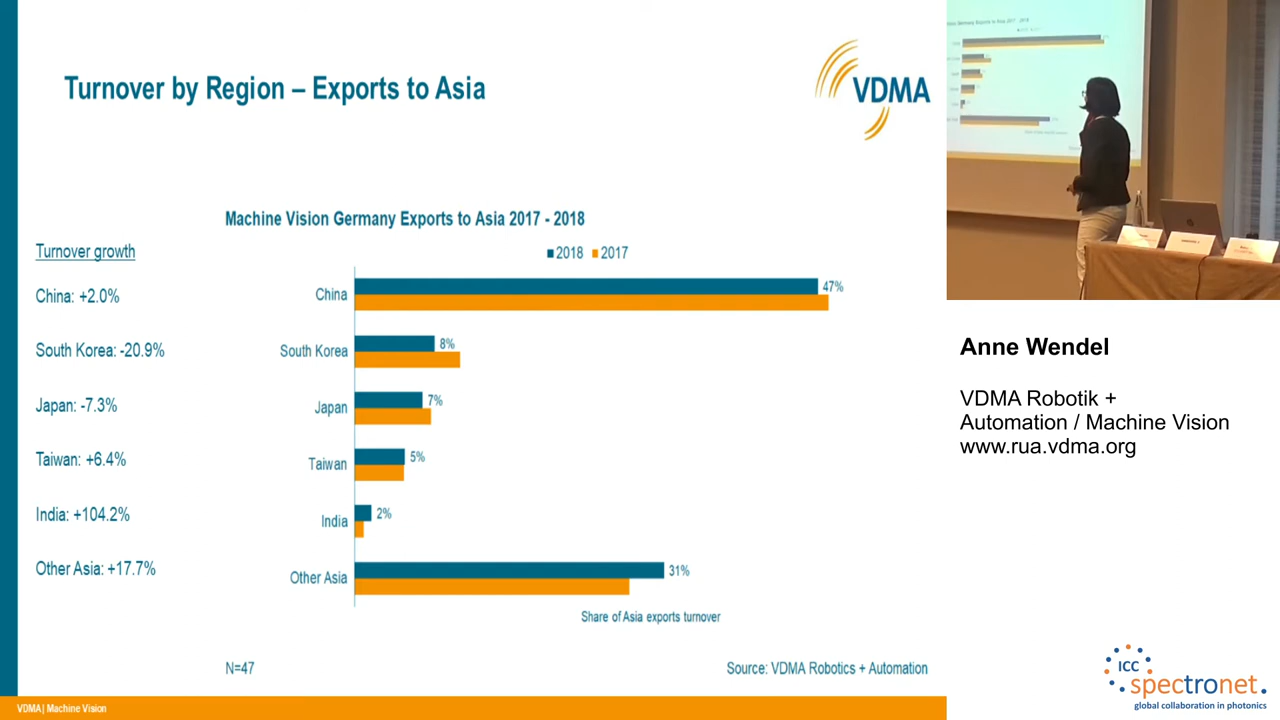 Turnover by Region – Exports to Asia
VDMA
Machine Vision Germany Exports to Asia 2017 - 2018
Turnover growth
2018 2017
China: +2.0%
China
47%
South Korea: -20.9%
South Korea
8%
Japan: -7.3%
Japan
7%
Taiwan: +6.4%
Taiwan
5%
India: +104.2%
India
2%
Other Asia: +17.7%
Other Asia
31%
Share of Asia exports turnover
N=47
Source: VDMA Robotics + Automation
VDMA| Machine Vision
Anne Wendel
VDMA Robotik +
Automation / Machine Vision
www.rua.vdma.org
ICC
spectronet.
global collaboration in photonics